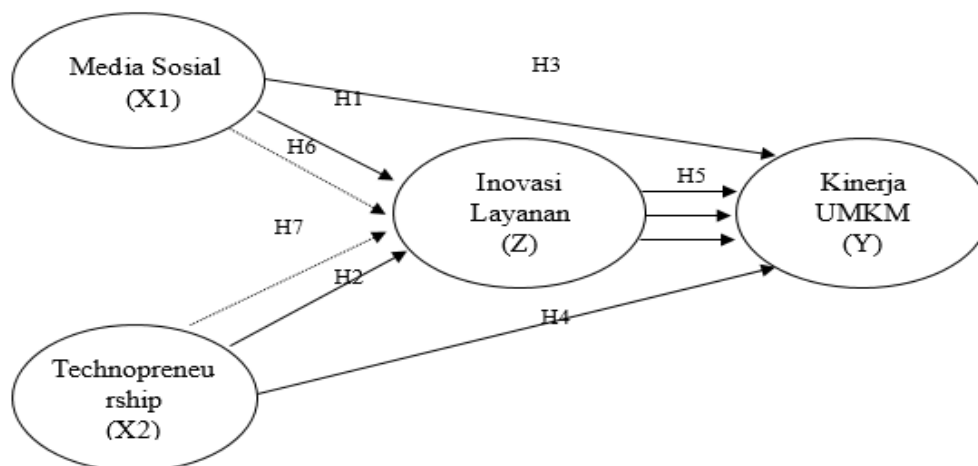 Media Sosial
(X1)
H3
H1
H6
Inovasi
Layanan
(Z)
H5
Kinerja
UMKM
(Y)
H7
H2
H4
Technopreneu
rship
(X2)